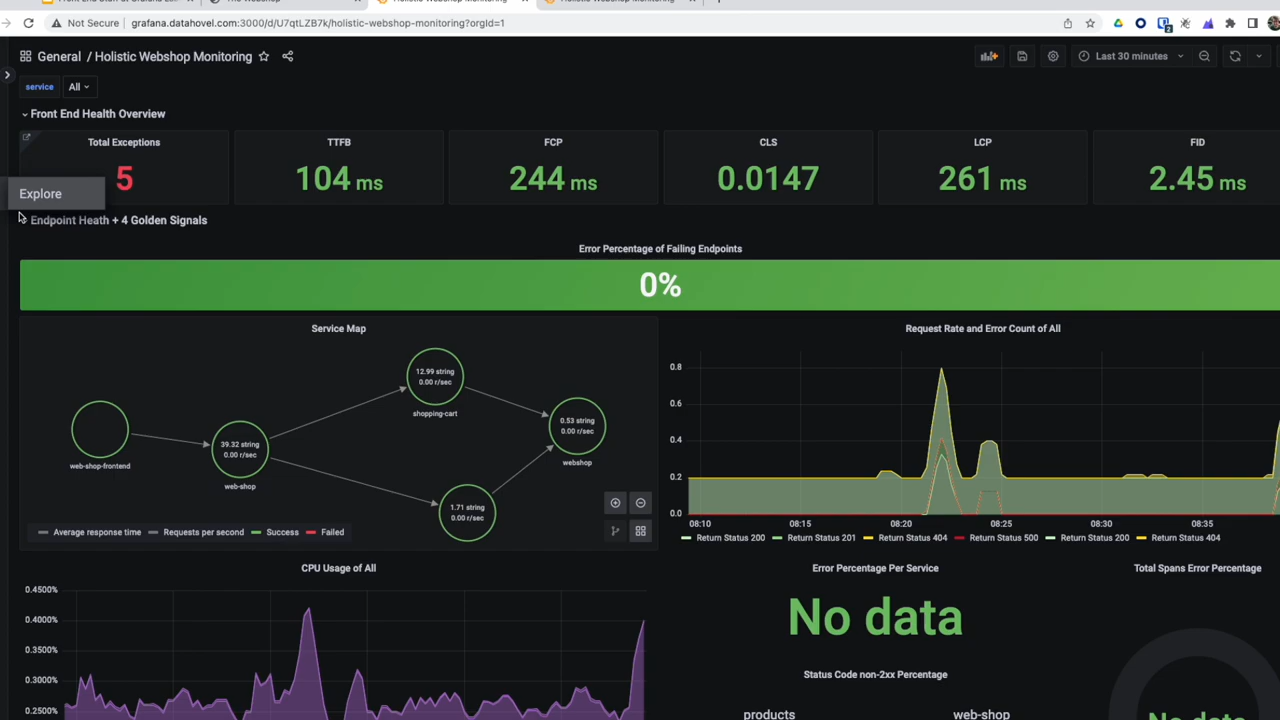 Not Secure
grafana.datahovel.com:3000/d/U7qtLZB7k/holistic-webshop-monitoring?orgId=1
General / Holistic Webshop Monitoring
Last 30 minutes
service
All
Front End Health Overview
Total Exceptions
5
TTFB
104 ms
FCP
244 ms
CLS
0.0147
LCP
261 ms
FID
2.45 ms
Explore
Endpoint Heath + 4 Golden Signals
Error Percentage of Failing Endpoints
0%
Service Map
12.99 string
0.00 r/sec
shopping-cart
0.53 string
0.00 r/sec
webshop
web-shop-frontend
39.32 string
0.00 r/sec
web-shop
1.71 string
0.00 r/sec
Average response time
Requests per second
Success
Failed
Request Rate and Error Count of All
0.8
0.6
0.4
0.2
0.0
08:10
08:15
08:20
08:25
08:30
08:35
Return Status 200
Return Status 201
Return Status 404
Return Status 500
Return Status 200
Return Status 404
CPU Usage of All
0.4500%
0.4000%
0.3500%
0.3000%
0.2500%
Error Percentage Per Service
No data
Status Code non-2xx Percentage
products
web-shop
Total Spans Error Percentage
No data